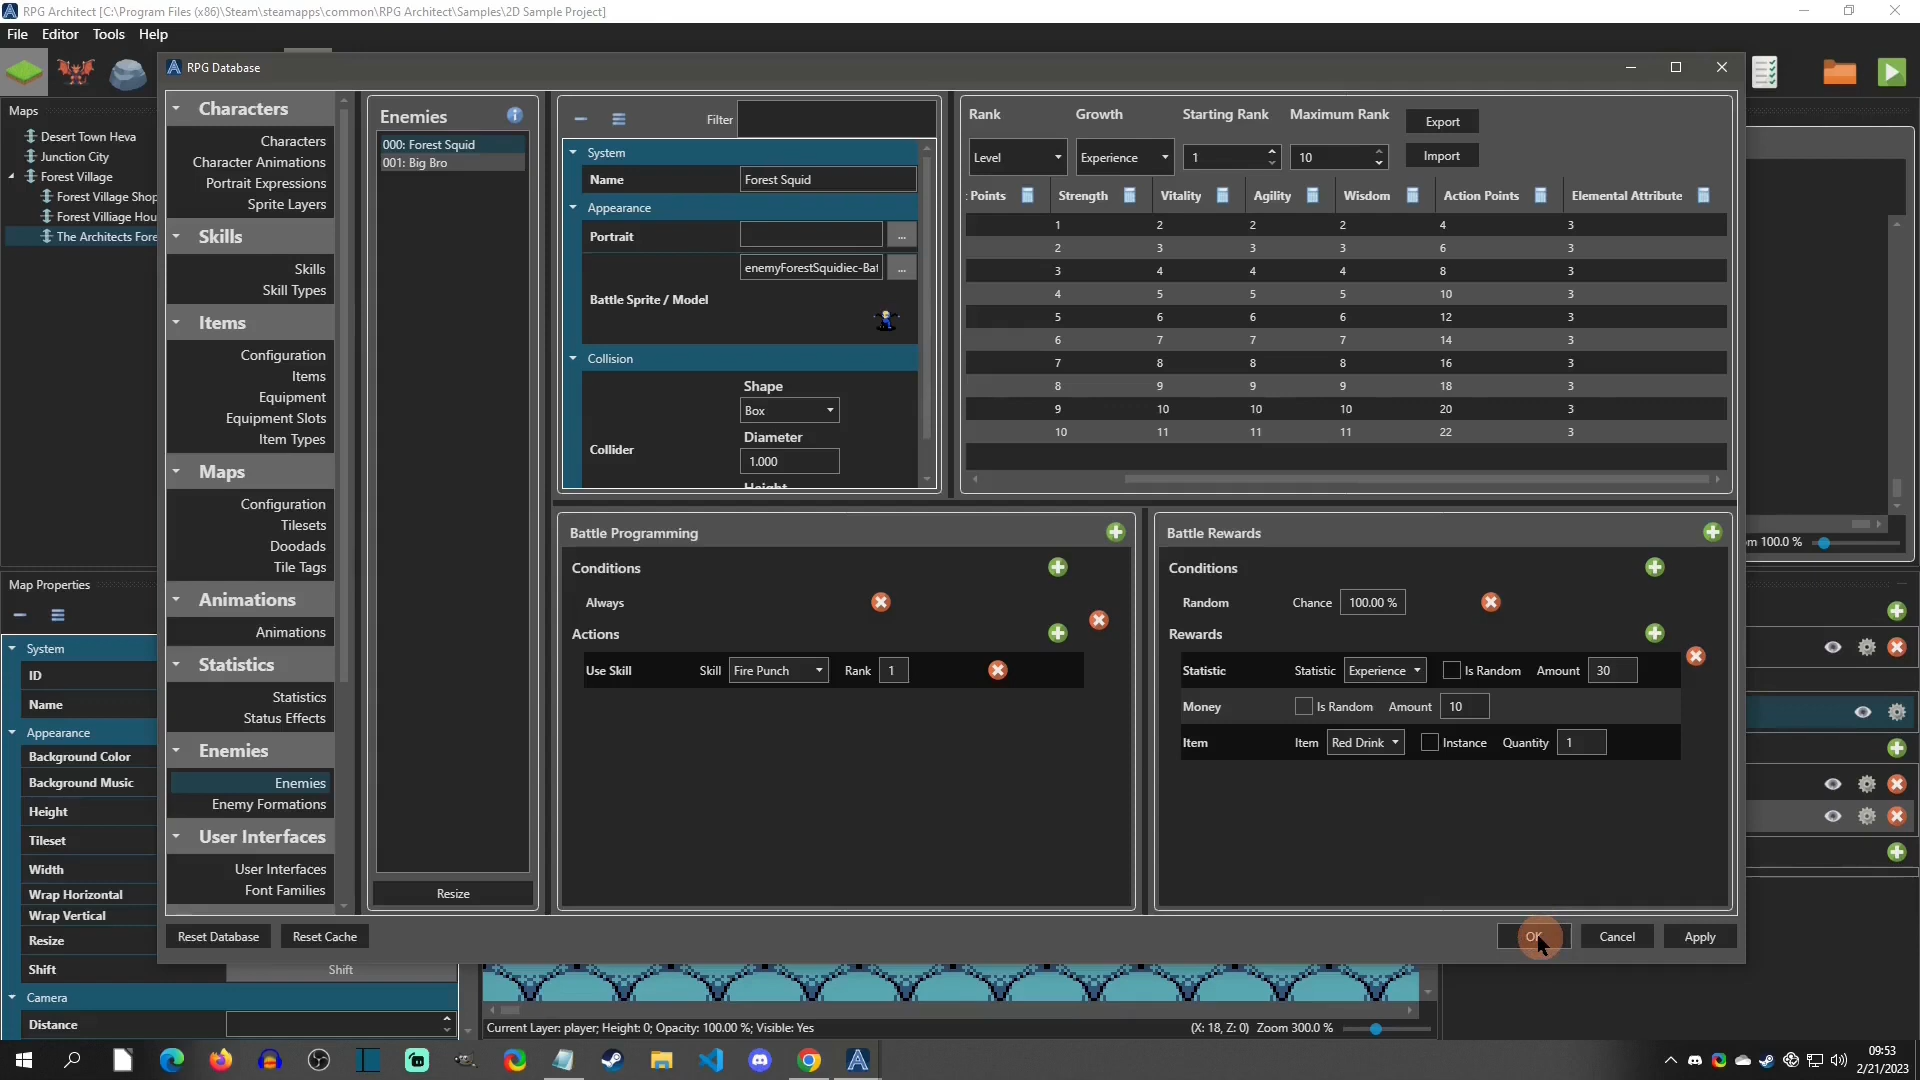 RPG Architect [C:\Program Files (x86)\Steam\steamapps\common\RPG Architect\Samples\2D Sample Project]
File Editor Tools Help
RPG Database
Maps
Desert Town Heva
Junction City
Forest Village
Forest Village Shop
Forest Villiage Hou
The Architects Fore
Map Properties
System
ID
Name
Appearance
Background Color
Background Music
Height
Tileset
Width
Wrap Horizontal
Wrap Vertical
Resize
Shift
Shift
Camera
Distance
Characters
Characters
Character Animations
Portrait Expressions
Sprite Layers
Skills
Skills
Skill Types
Items
Configuration
Items
Equipment
Equipment Slots
Item Types
Maps
Configuration
Tilesets
Doodads
Tile Tags
Animations
Animations
Statistics
Statistics
Status Effects
Enemies
Enemies
Enemy Formations
User Interfaces
User Interfaces
Font Families
Enemies
000: Forest Squid
001: Big Bro
Resize
Filter
System
Name Forest Squid
Appearance
Portrait ...
enemyForestSquidiec-Bat ...
Battle Sprite / Model
Collision
Shape
Box
Diameter
Collider
1.000
Height
Rank Growth Starting Rank Maximum Rank Export
Level Experience 1 10 Import
Points Strength Vitality Agility Wisdom Action Points Elemental Attribute
1 2 2 2 4 3
2 3 3 3 6 3
3 4 4 4 8 3
4 5 5 5 10 3
5 6 6 6 12 3
6 7 7 7 14 3
7 8 8 8 16 3
8 9 9 9 18 3
9 10 10 10 20 3
10 11 11 11 22 3
Battle Programming
Conditions
Always
Actions
Use Skill Skill Fire Punch Rank 1
Battle Rewards
Conditions
Random Chance 100.00 %
Rewards
Statistic Statistic Experience Is Random Amount 30
Money Is Random Amount 10
Item Item Red Drink Instance Quantity 1
Reset Database Reset Cache OK Cancel Apply
m 100.0 %
Current Layer: player; Height: 0; Opacity: 100.00 %; Visible: Yes (X: 18, Z: 0) Zoom 300.0 %
09:53
2/21/2023